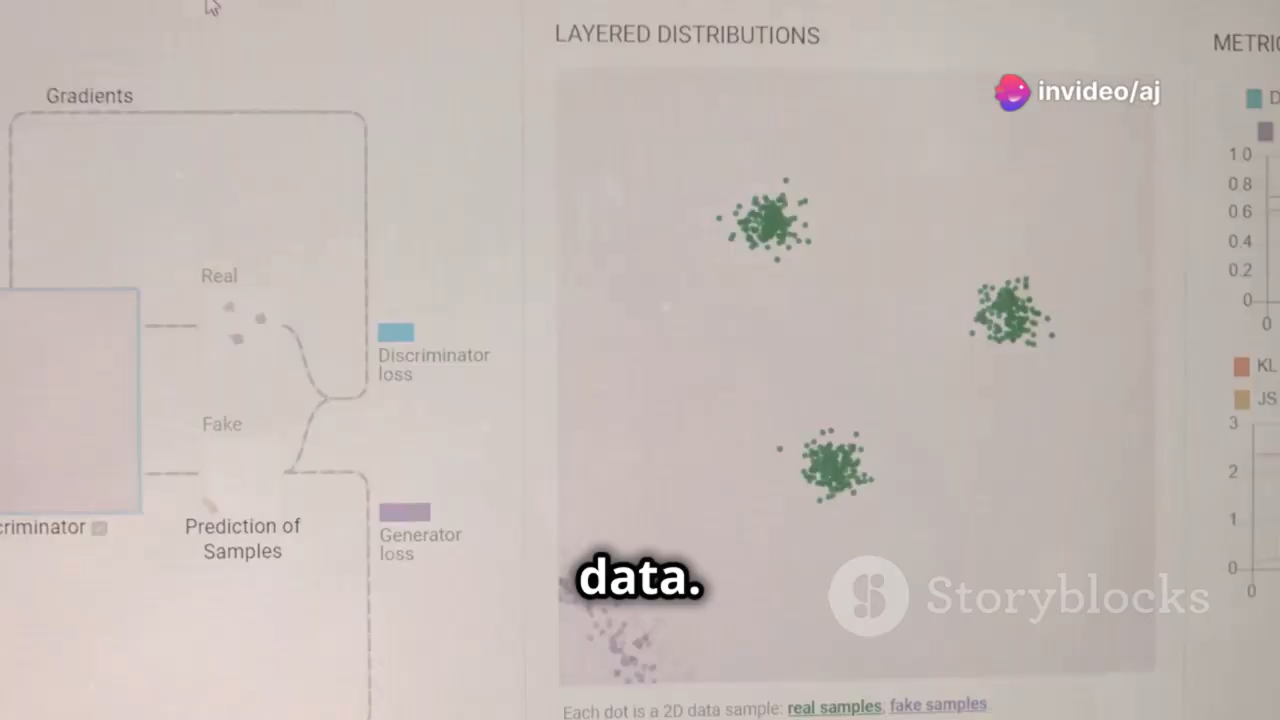 LAYERED DISTRIBUTIONS
invideo/aj
Gradients
Real
Fake
Discriminator
loss
criminator
Prediction of
Samples
Generator
loss
data.
Storyblocks
Each dot is a 2D data sample: real samples; fake samples
METRIC
D
1 0
0 8
0 6
0 4
0 2
0
0
KL
JS
3
2
1
0
0